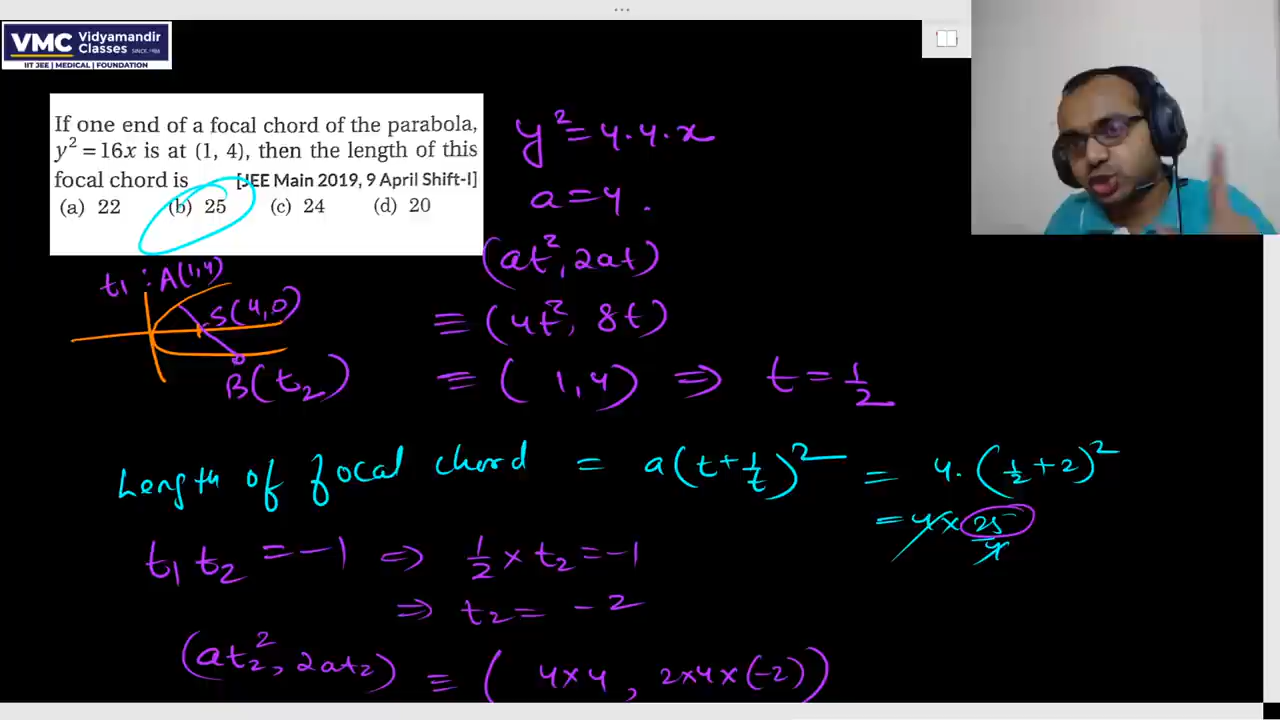 VMC Vidyamandir Classes
SINCE 1986
IIT JEE | MEDICAL | FOUNDATION
If one end of a focal chord of the parabola,
y² = 16x is at (1, 4), then the length of this
focal chord is [JEE Main 2019, 9 April Shift-I]
(a) 22 (b) 25 (c) 24 (d) 20
y² = 4·4·x
a = 4.
(at², 2at)
≡ (4t², 8t)
≡ (1, 4) ⇒ t = 1/2
t₁ : A(1,4)
S(4,0)
B(t₂)
Length of focal chord = a(t + 1/t)² = 4·(1/2 + 2)²
= 4 × 25/4
t₁ t₂ = -1 ⇒ 1/2 × t₂ = -1
⇒ t₂ = -2
(at₂², 2at₂) ≡ (4×4, 2×4×(-2))